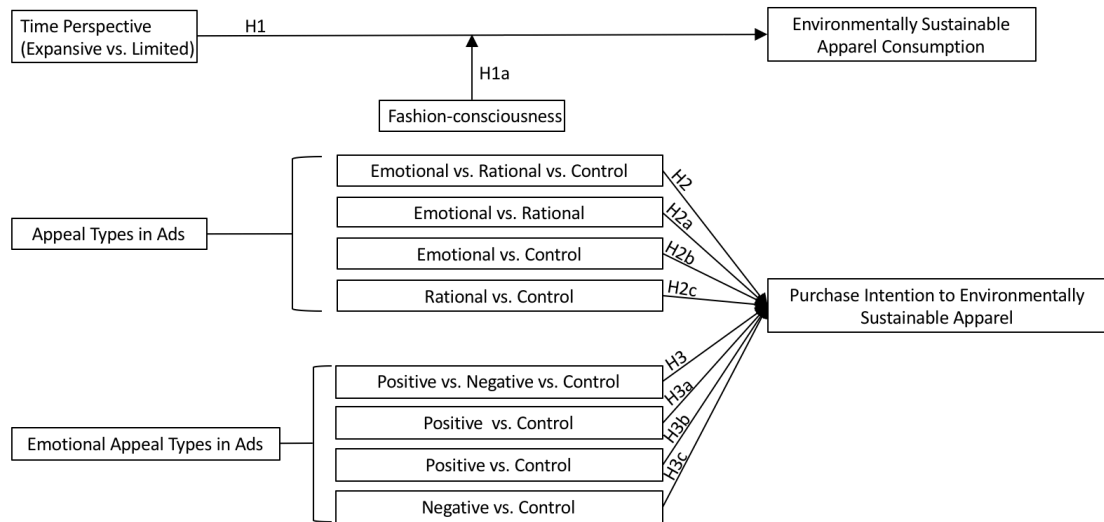 Time Perspective
(Expansive vs. Limited)
H1
Environmentally Sustainable
Apparel Consumption
H1a
Fashion-consciousness
Appeal Types in Ads
Emotional vs. Rational vs. Control
Emotional vs. Rational
Emotional vs. Control
Rational vs. Control
H2
H2a
H2b
H2c
Purchase Intention to Environmentally
Sustainable Apparel
Emotional Appeal Types in Ads
Positive vs. Negative vs. Control
Positive  vs. Control
Positive vs. Control
Negative vs. Control
H3
H3a
H3b
H3c